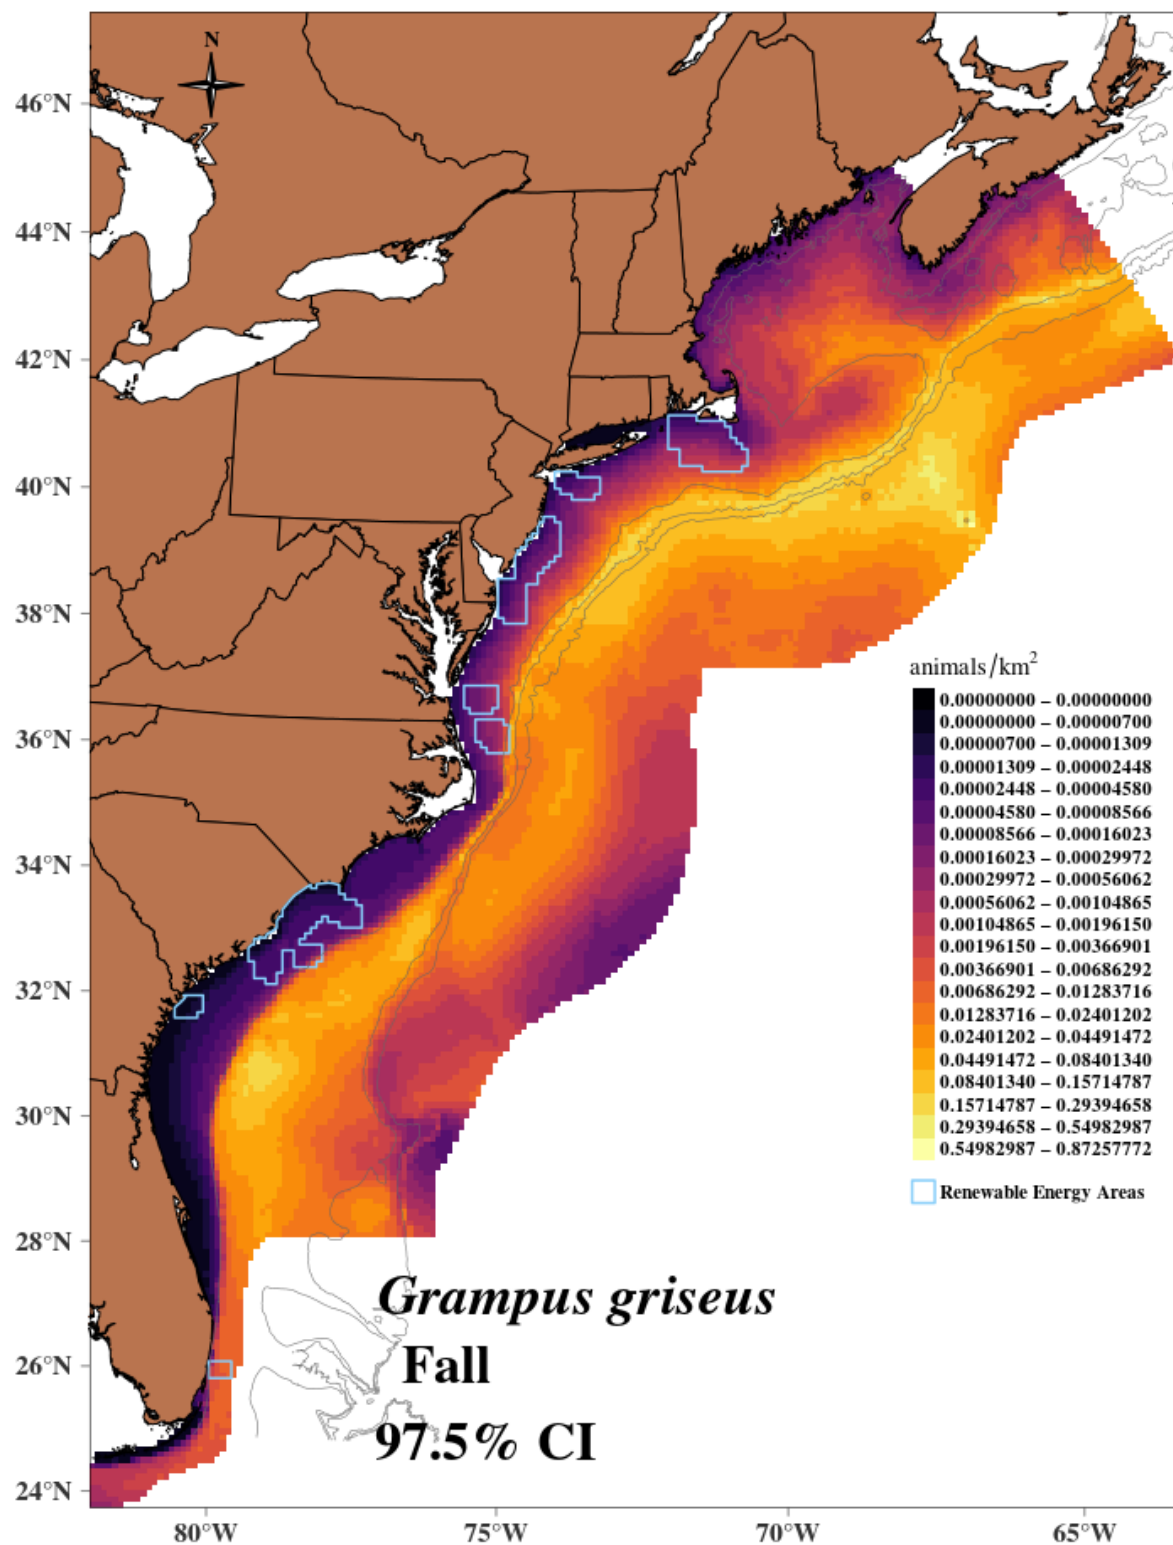 N
46°N
44°N
42°N
40°N
38°N
36°N
34°N
32°N
30°N
28°N
26°N
24°N
80°W
75°W
70°W
65°W
animals/km²
0.00000000 – 0.00000000
0.00000000 – 0.00000700
0.00000700 – 0.00001309
0.00001309 – 0.00002448
0.00002448 – 0.00004580
0.00004580 – 0.00008566
0.00008566 – 0.00016023
0.00016023 – 0.00029972
0.00029972 – 0.00056062
0.00056062 – 0.00104865
0.00104865 – 0.00196150
0.00196150 – 0.00366901
0.00366901 – 0.00686292
0.00686292 – 0.01283716
0.01283716 – 0.02401202
0.02401202 – 0.04491472
0.04491472 – 0.08401340
0.08401340 – 0.15714787
0.15714787 – 0.29394658
0.29394658 – 0.54982987
0.54982987 – 0.87257772
Renewable Energy Areas
Grampus griseus
Fall
97.5% CI